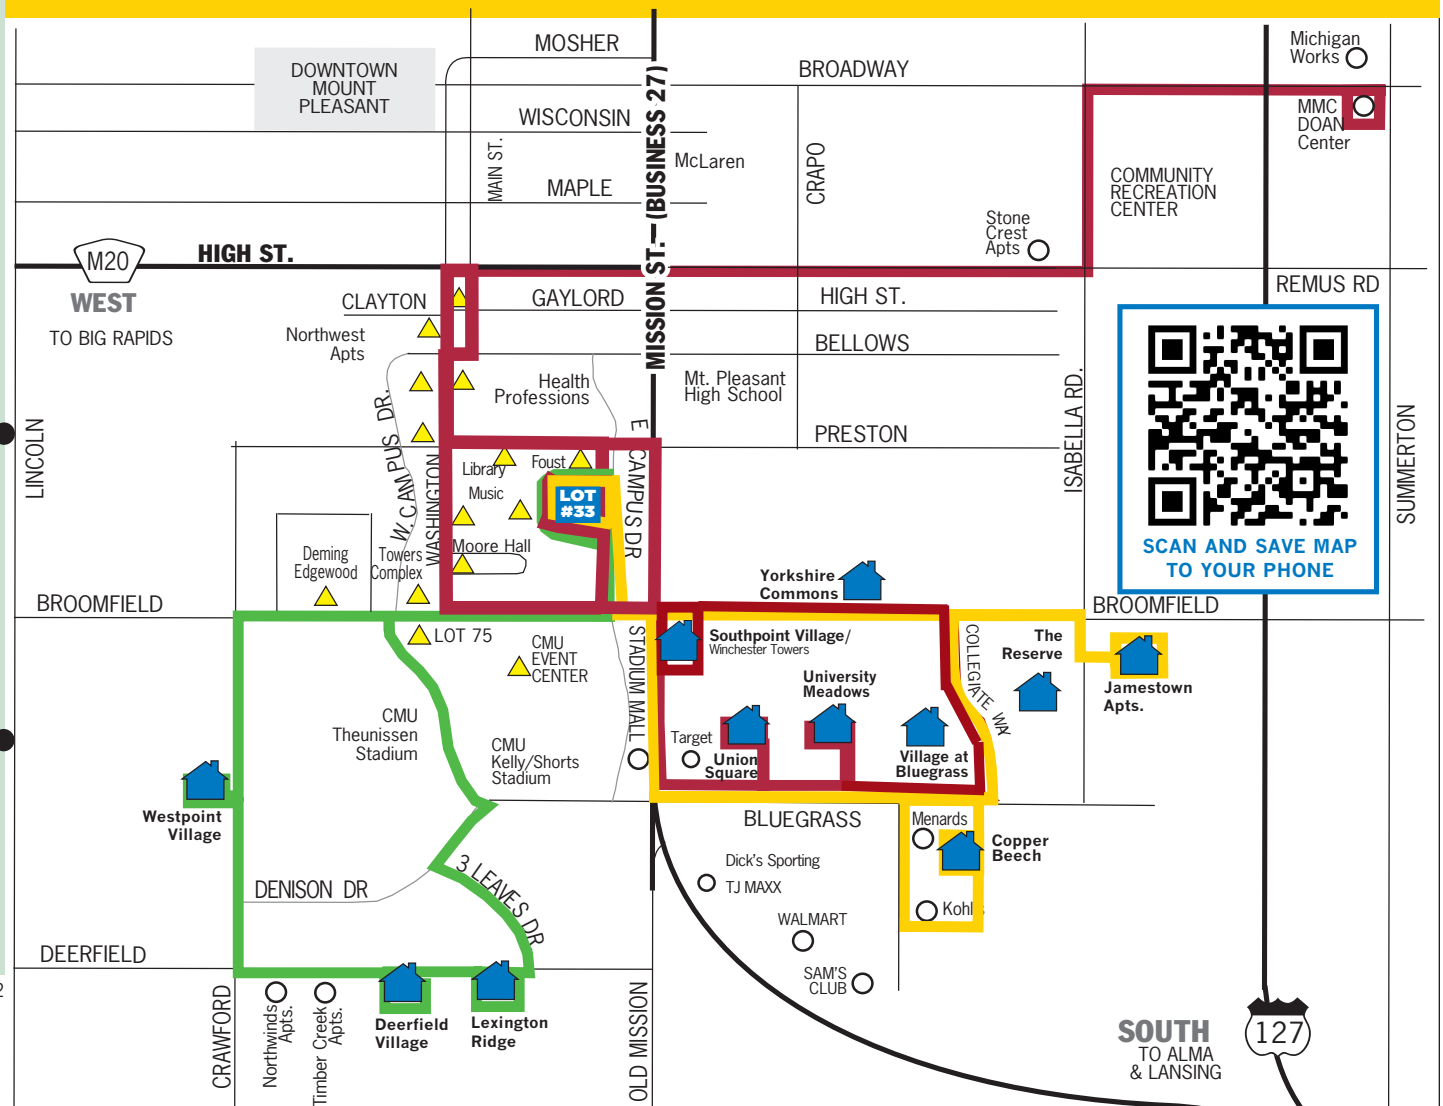 MOSHER
BROADWAY
Michigan
Works
DOWNTOWN
MOUNT
PLEASANT
WISCONSIN
MISSION ST. – (BUSINESS 27)
MMC
DOAN
Center
MAIN ST.
McLaren
CRAPO
MAPLE
COMMUNITY
RECREATION
CENTER
Stone
Crest
Apts
M20
HIGH ST.
WEST
TO BIG RAPIDS
REMUS RD
CLAYTON
GAYLORD
HIGH ST.
Northwest
Apts
BELLOWS
Health
Professions
Mt. Pleasant
High School
W. CAMPUS DR.
E CAMPUS DR
ISABELLA RD.
SUMMERTON
LINCOLN
PRESTON
WASHINGTON
Library
Foust
Music
LOT
#33
Moore Hall
Deming
Edgewood
Towers
Complex
SCAN AND SAVE MAP
TO YOUR PHONE
Yorkshire
Commons
BROOMFIELD
BROOMFIELD
LOT 75
CMU
EVENT
CENTER
STADIUM MALL
Southpoint Village/
Winchester Towers
COLLEGIATE WAY
The
Reserve
University
Meadows
Jamestown
Apts.
CMU
Theunissen
Stadium
CMU
Kelly/Shorts
Stadium
Target
Union
Square
Village at
Bluegrass
Westpoint
Village
BLUEGRASS
Menards
Copper
Beech
Dick's Sporting
TJ MAXX
3 LEAVES DR
DENISON DR
WALMART
DEERFIELD
SAM'S
CLUB
CRAWFORD
Northwinds
Apts.
Timber Creek
Apts.
Deerfield
Village
Lexington
Ridge
OLD MISSION
SOUTH
TO ALMA
& LANSING
127